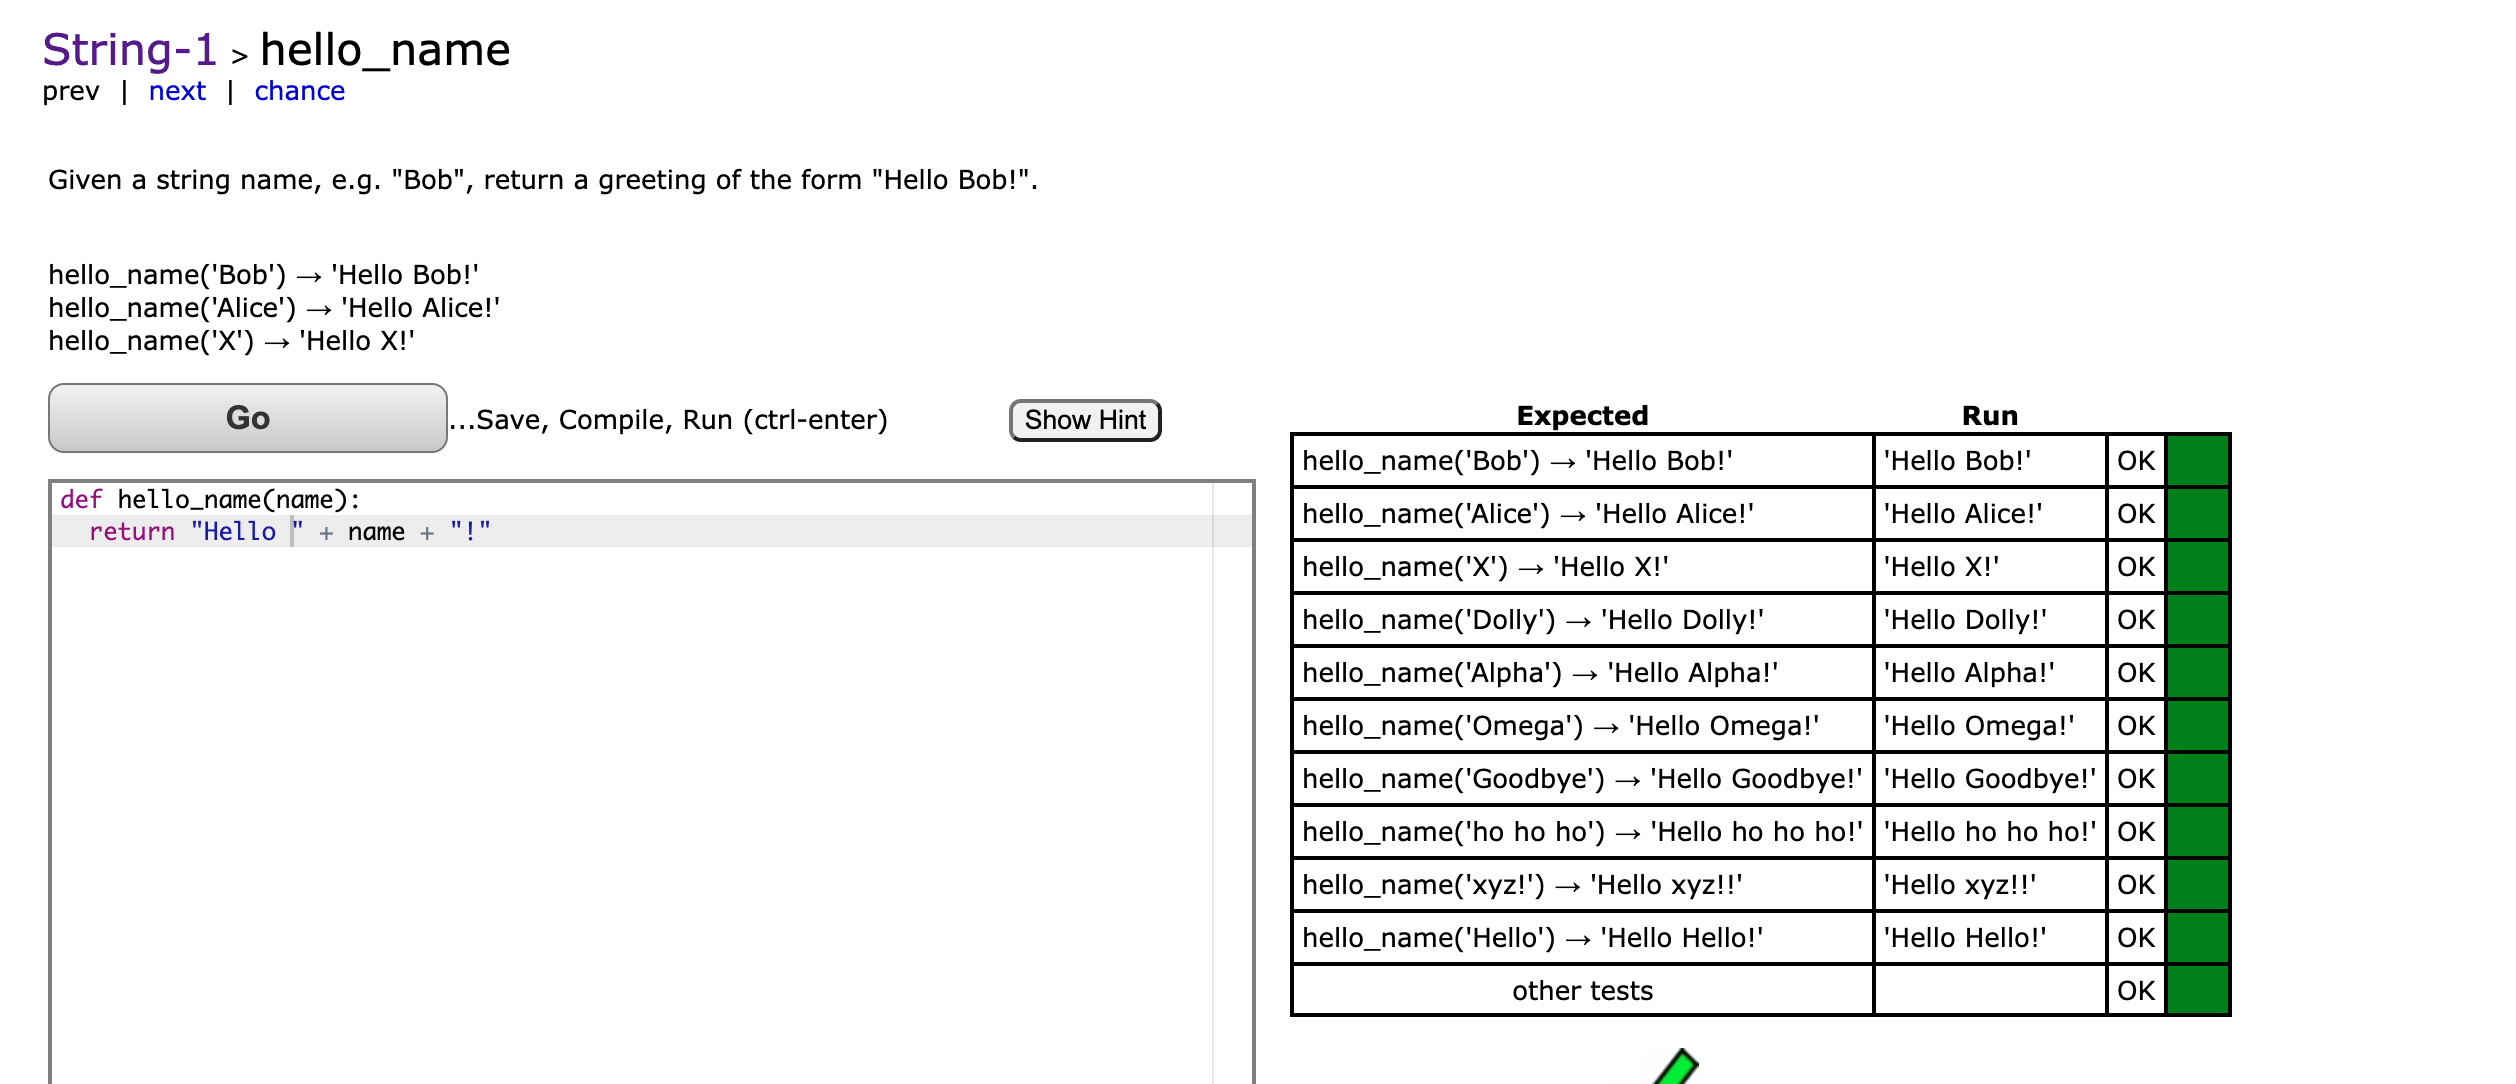 String-1 > hello_name
prev | next | chance
Given a string name, e.g. "Bob", return a greeting of the form "Hello Bob!".
hello_name('Bob') → 'Hello Bob!'
hello_name('Alice') → 'Hello Alice!'
hello_name('X') → 'Hello X!'
Go ...Save, Compile, Run (ctrl-enter) Show Hint
def hello_name(name):
  return "Hello " + name + "!"
Expected Run
hello_name('Bob') → 'Hello Bob!' 'Hello Bob!' OK
hello_name('Alice') → 'Hello Alice!' 'Hello Alice!' OK
hello_name('X') → 'Hello X!' 'Hello X!' OK
hello_name('Dolly') → 'Hello Dolly!' 'Hello Dolly!' OK
hello_name('Alpha') → 'Hello Alpha!' 'Hello Alpha!' OK
hello_name('Omega') → 'Hello Omega!' 'Hello Omega!' OK
hello_name('Goodbye') → 'Hello Goodbye!' 'Hello Goodbye!' OK
hello_name('ho ho ho') → 'Hello ho ho ho!' 'Hello ho ho ho!' OK
hello_name('xyz!') → 'Hello xyz!!' 'Hello xyz!!' OK
hello_name('Hello') → 'Hello Hello!' 'Hello Hello!' OK
other tests OK